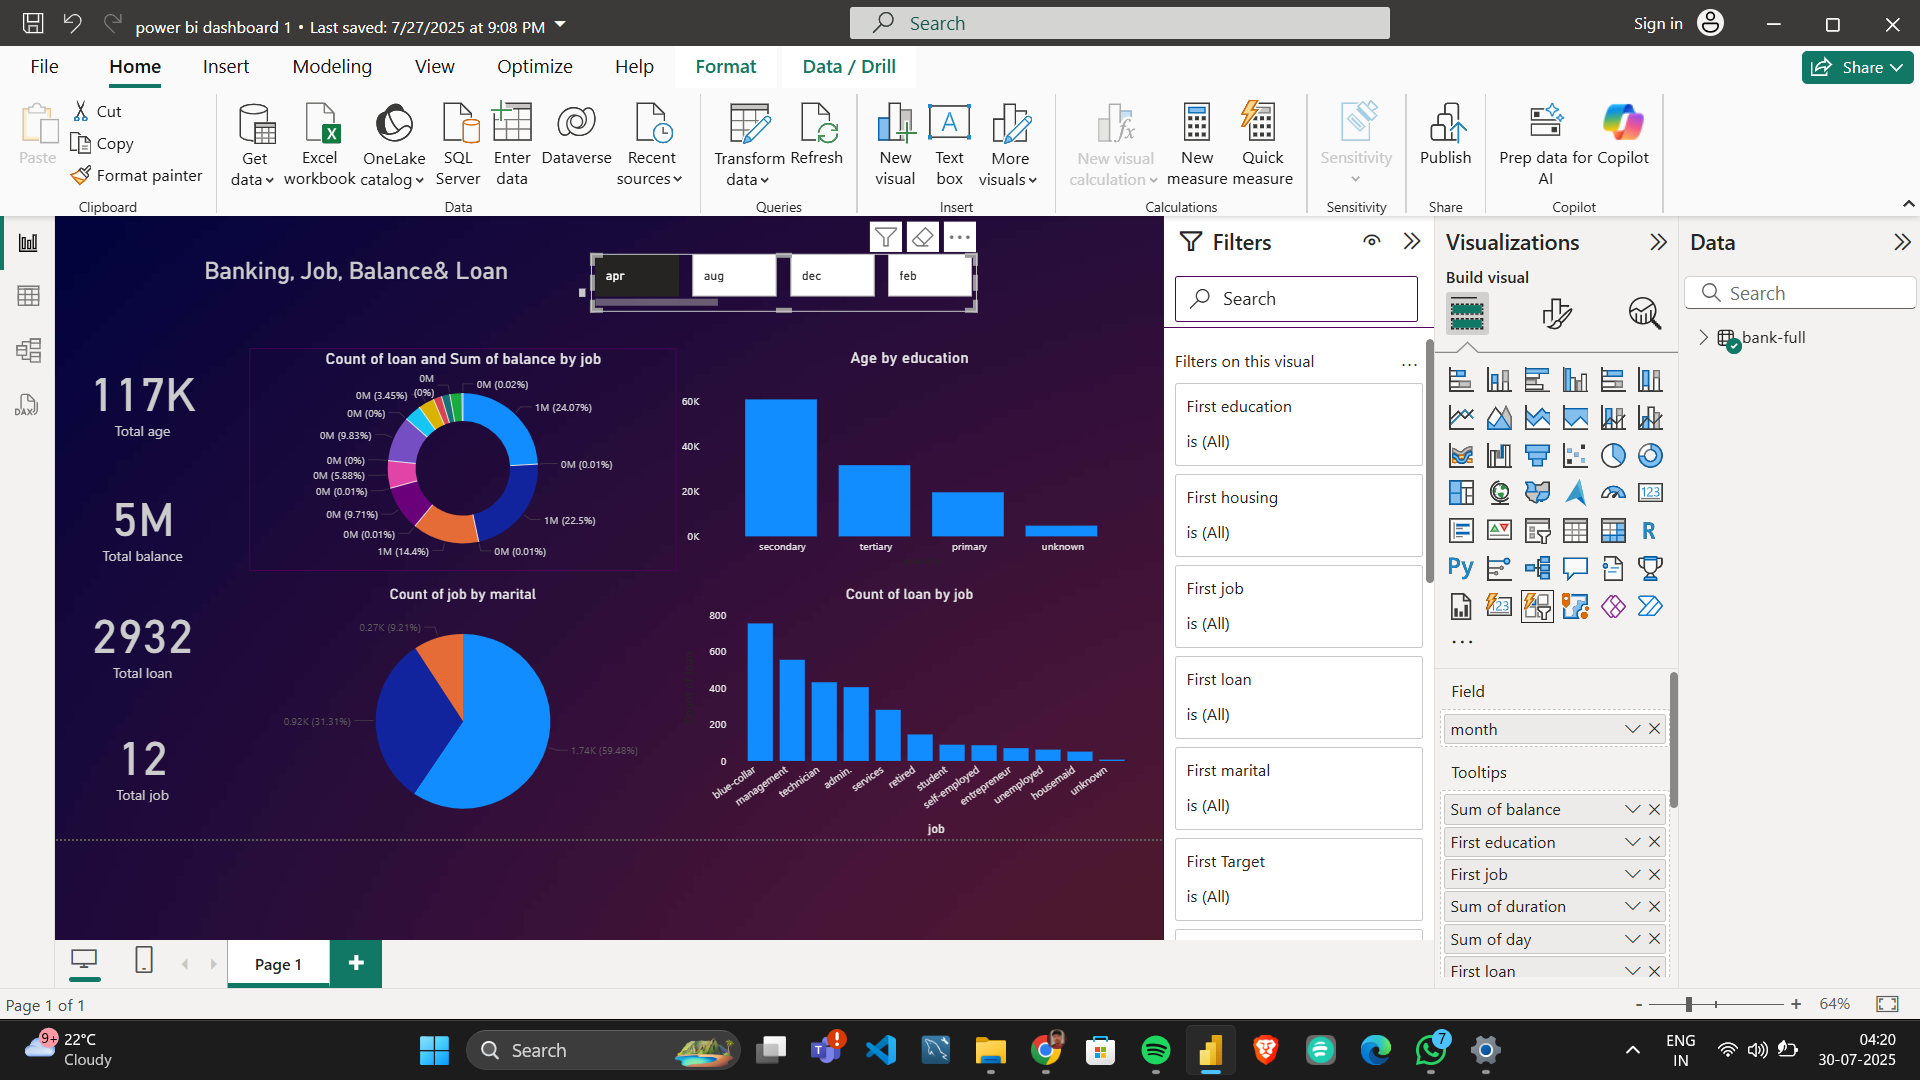 power bi dashboard 1 • Last saved: 7/27/2025 at 9:08 PM
Search
Sign in
File
Home
Insert
Modeling
View
Optimize
Help
Format
Data / Drill
Share
Paste
Cut
Copy
Format painter
Clipboard
Get data
Excel workbook
OneLake catalog
SQL Server
Enter data
Dataverse
Recent sources
Data
Transform data
Refresh
Queries
New visual
Text box
More visuals
Insert
New visual calculation
New measure
Quick measure
Calculations
Sensitivity
Sensitivity
Publish
Share
Prep data for AI
Copilot
Copilot
Banking, Job, Balance& Loan
apr
aug
dec
feb
117K
Total age
5M
Total balance
2932
Total loan
12
Total job
Count of loan and Sum of balance by job
0M (0%)
0M (0.02%)
0M (3.45%)
1M (24.07%)
0M (0%)
0M (9.83%)
0M (0%)
0M (0.01%)
0M (5.88%)
0M (0.01%)
0M (9.71%)
1M (22.5%)
0M (0.01%)
1M (14.4%)
0M (0.01%)
Age by education
60K
40K
20K
0K
secondary
tertiary
primary
unknown
Count of job by marital
0.27K (9.21%)
0.92K (31.31%)
1.74K (59.48%)
Count of loan by job
800
600
400
200
0
blue-collar
management
technician
admin.
services
retired
student
self-employed
entrepreneur
unemployed
housemaid
unknown
job
Filters
Search
Filters on this visual
First education
is (All)
First housing
is (All)
First job
is (All)
First loan
is (All)
First marital
is (All)
First Target
is (All)
Visualizations
Build visual
123
R
Py
123
Field
month
Tooltips
Sum of balance
First education
First job
Sum of duration
Sum of day
First loan
Data
Search
bank-full
DAX
Page 1
Page 1 of 1
64%
9+
22°C
Cloudy
Search
7
ENG
IN
04:20
30-07-2025